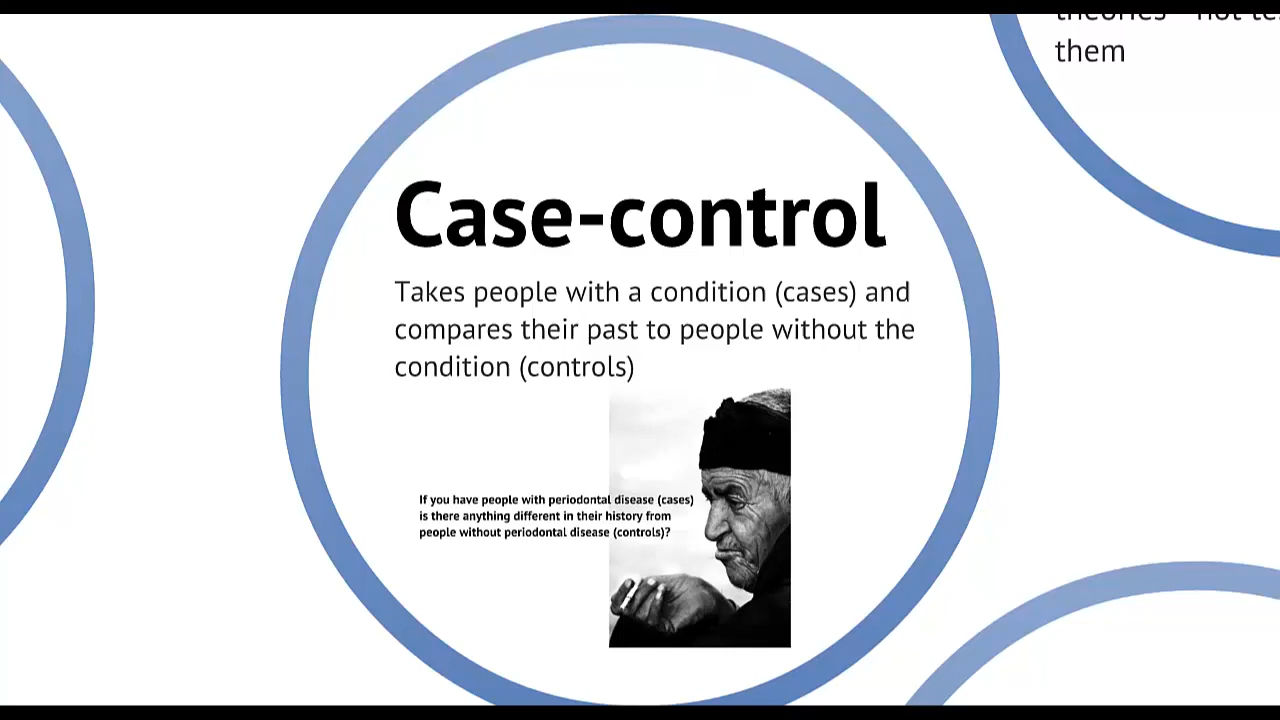 them
Case-control
Takes people with a condition (cases) and
compares their past to people without the
condition (controls)
If you have people with periodontal disease (cases)
is there anything different in their history from
people without periodontal disease (controls)?